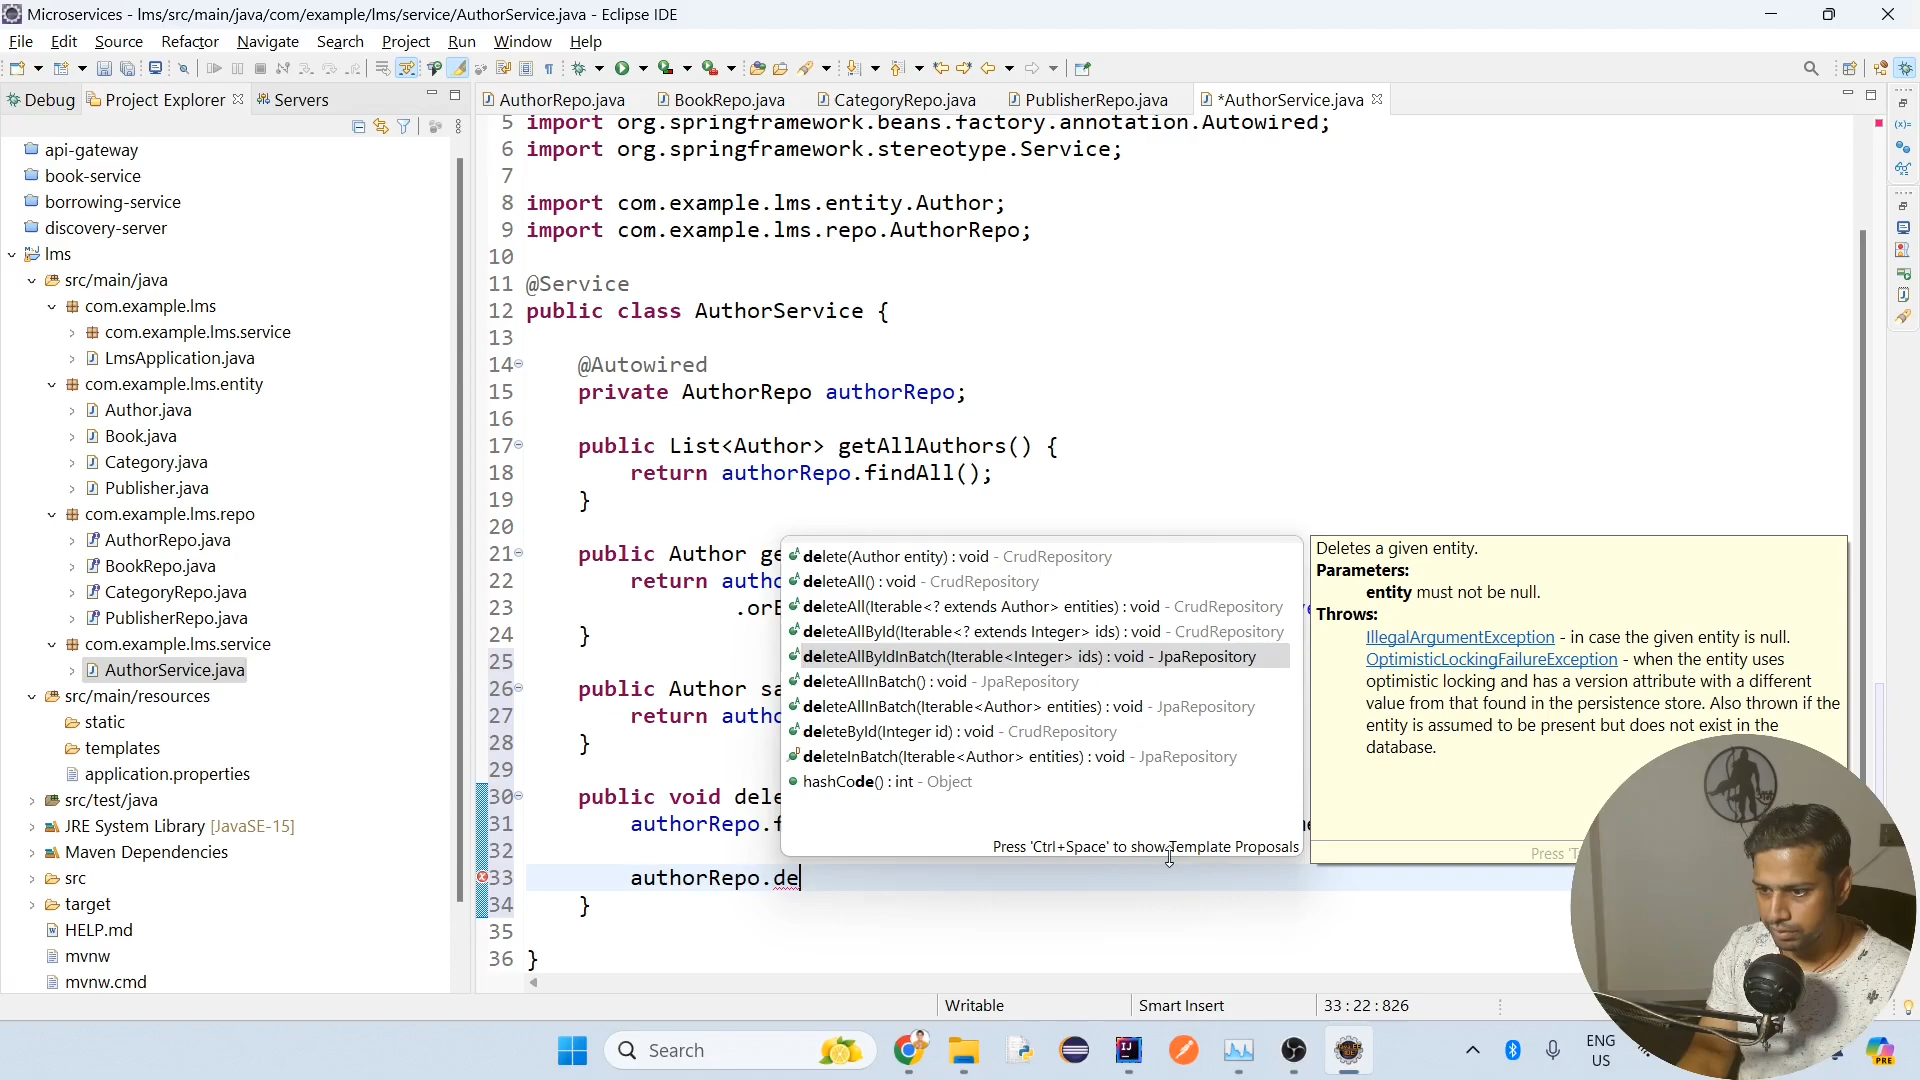 Microservices - lms/src/main/java/com/example/lms/service/AuthorService.java - Eclipse IDE
File Edit Source Refactor Navigate Search Project Run Window Help
Debug Project Explorer Servers
AuthorRepo.java BookRepo.java CategoryRepo.java PublisherRepo.java *AuthorService.java
api-gateway
book-service
borrowing-service
discovery-server
lms
src/main/java
com.example.lms
com.example.lms.service
LmsApplication.java
com.example.lms.entity
Author.java
Book.java
Category.java
Publisher.java
com.example.lms.repo
AuthorRepo.java
BookRepo.java
CategoryRepo.java
PublisherRepo.java
com.example.lms.service
AuthorService.java
src/main/resources
static
templates
application.properties
src/test/java
JRE System Library [JavaSE-15]
Maven Dependencies
src
target
HELP.md
mvnw
mvnw.cmd
5 import org.springframework.beans.factory.annotation.Autowired;
6 import org.springframework.stereotype.Service;
7
8 import com.example.lms.entity.Author;
9 import com.example.lms.repo.AuthorRepo;
10
11 @Service
12 public class AuthorService {
13
14 @Autowired
15 private AuthorRepo authorRepo;
16
17 public List<Author> getAllAuthors() {
18 return authorRepo.findAll();
19 }
20
21 public Author ge
22 return autho
23 .orE
24 }
25
26 public Author sa
27 return autho
28 }
29
30 public void dele
31 authorRepo.f
32
33 authorRepo.de
34 }
35
36 }
delete(Author entity) : void - CrudRepository
deleteAll() : void - CrudRepository
deleteAll(Iterable<? extends Author> entities) : void - CrudRepository
deleteAllById(Iterable<? extends Integer> ids) : void - CrudRepository
deleteAllByIdInBatch(Iterable<Integer> ids) : void - JpaRepository
deleteAllInBatch() : void - JpaRepository
deleteAllInBatch(Iterable<Author> entities) : void - JpaRepository
deleteById(Integer id) : void - CrudRepository
deleteInBatch(Iterable<Author> entities) : void - JpaRepository
hashCode() : int - Object
Press 'Ctrl+Space' to show Template Proposals
Deletes a given entity.
Parameters:
entity must not be null.
Throws:
IllegalArgumentException - in case the given entity is null.
OptimisticLockingFailureException - when the entity uses
optimistic locking and has a version attribute with a different
value from that found in the persistence store. Also thrown if the
entity is assumed to be present but does not exist in the
database.
Press
Writable Smart Insert 33 : 22 : 826
Search
ENG
US
PRE